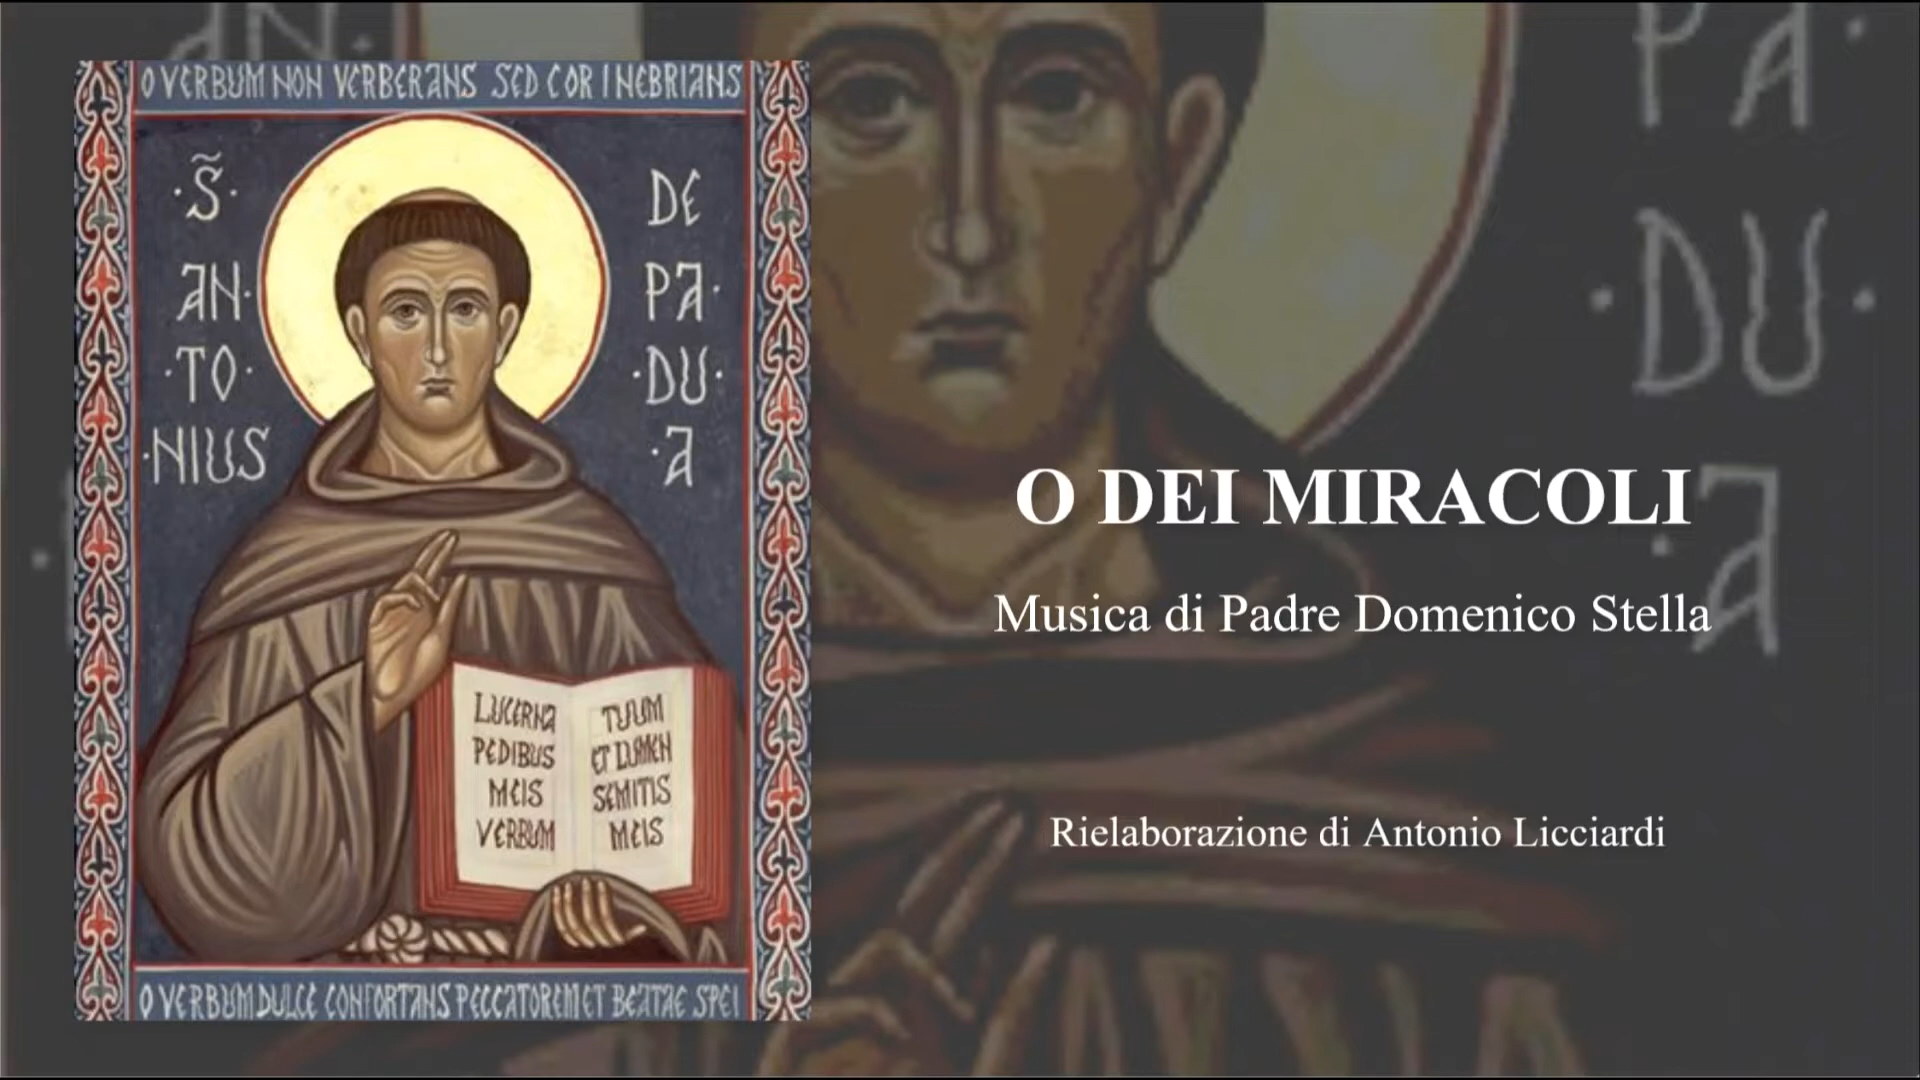 O VERBUM NON VERBERANS SED COR INEBRIANS
·S̃·
AN·
·TO·
·NIUS
DE
PA·
·DU·
·A
LUCERNA
PEDIBUS
MEIS
VERBUM
TUUM
ET LUMEN
SEMITIS
MEIS
O VERBUM DULCE CONFORTANS PECCATOREM ET BEATAE SPEI
O DEI MIRACOLI
Musica di Padre Domenico Stella
Rielaborazione di Antonio Licciardi
AN·
PA·
·DU·
·A